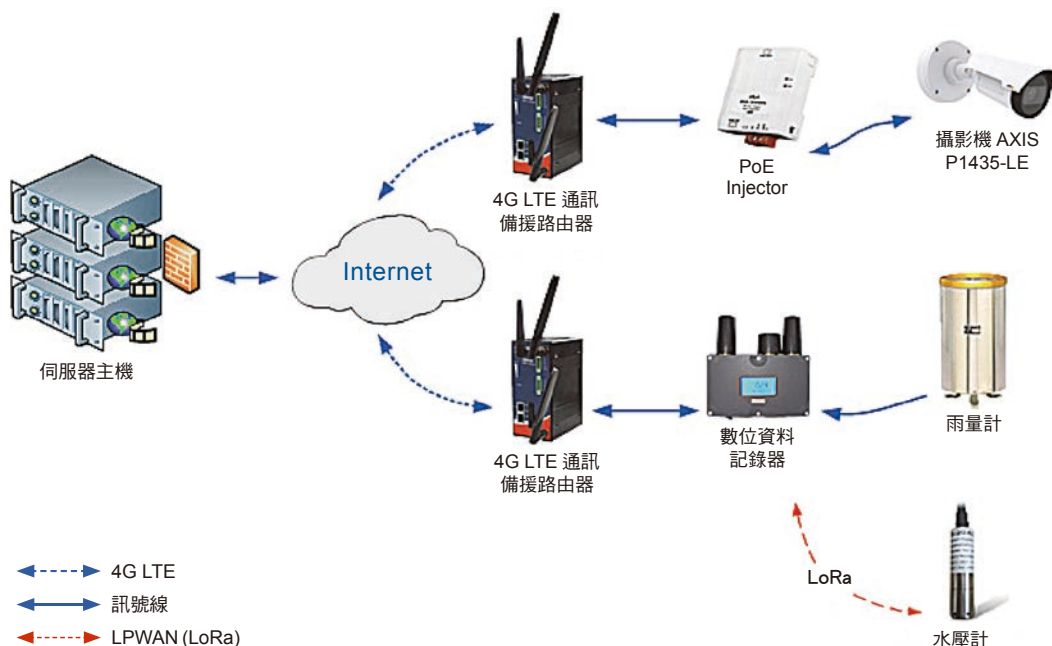 4G LTE 通訊
備援路由器
PoE
Injector
攝影機 AXIS
P1435-LE
Internet
伺服器主機
4G LTE 通訊
備援路由器
數位資料
記錄器
雨量計
LoRa
水壓計
4G LTE
訊號線
LPWAN (LoRa)